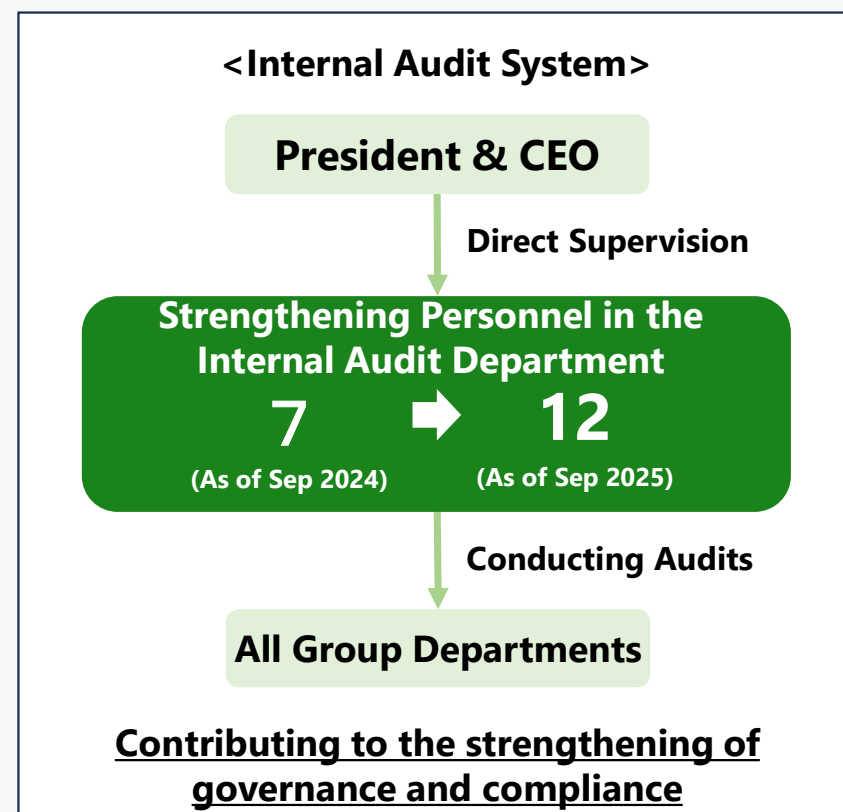 <Internal Audit System>
President & CEO
Direct Supervision
Strengthening Personnel in the
Internal Audit Department
7 12
(As of Sep 2024) (As of Sep 2025)
Conducting Audits
All Group Departments
Contributing to the strengthening of
governance and compliance